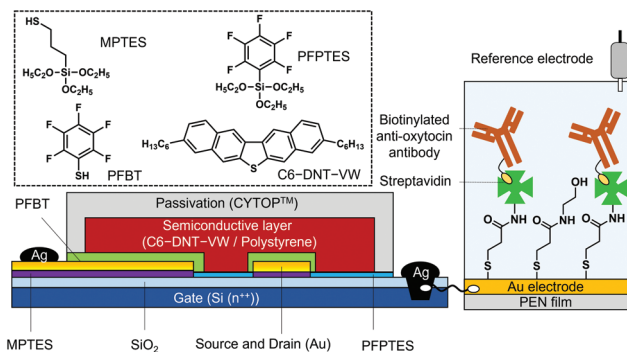 HS
MPTES
Si
H₅C₂O
OC₂H₅
OC₂H₅
F
F
F
F
F
PFPTES
Si
H₅C₂O
OC₂H₅
OC₂H₅
F
F
F
F
F
SH
PFBT
H13C6
C6H13
S
C6−DNT−VW
PFBT
Passivation (CYTOP™)
Semiconductive layer
(C6−DNT−VW / Polystyrene)
Ag
Ag
Gate (Si (n⁺⁺))
MPTES
SiO₂
Source and Drain (Au)
PFPTES
Reference electrode
Biotinylated
anti-oxytocin
antibody
Streptavidin
OH
NH
HN
NH
O
O
O
S
S
S
Au electrode
PEN film